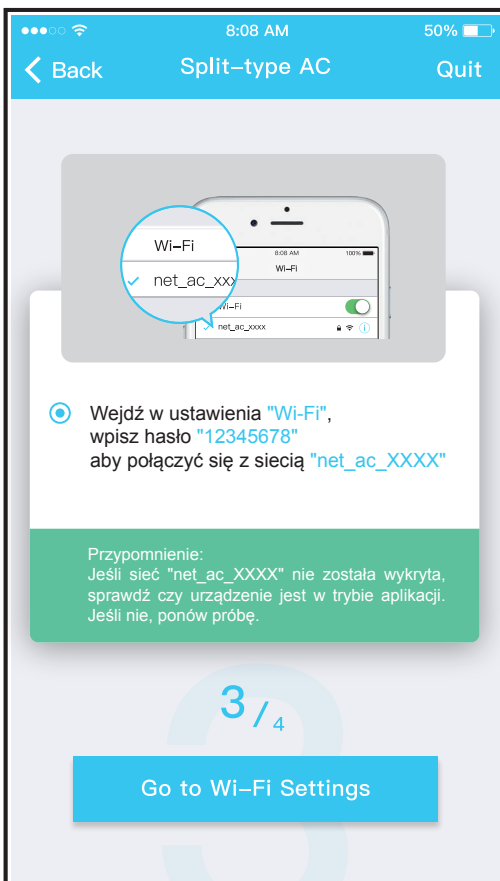 8:08 AM
50%
Back
Split-type AC
Quit
Wi-Fi
net_ac_xxx
8:08 AM
100%
Wi-Fi
Wi-Fi
net_ac_xxxx
Wejdź w ustawienia "Wi-Fi",
wpisz hasło "12345678"
aby połączyć się z siecią "net_ac_XXXX"
Przypomnienie:
Jeśli sieć "net_ac_XXXX" nie została wykryta,
sprawdź czy urządzenie jest w trybie aplikacji.
Jeśli nie, ponów próbę.
3/4
Go to Wi-Fi Settings